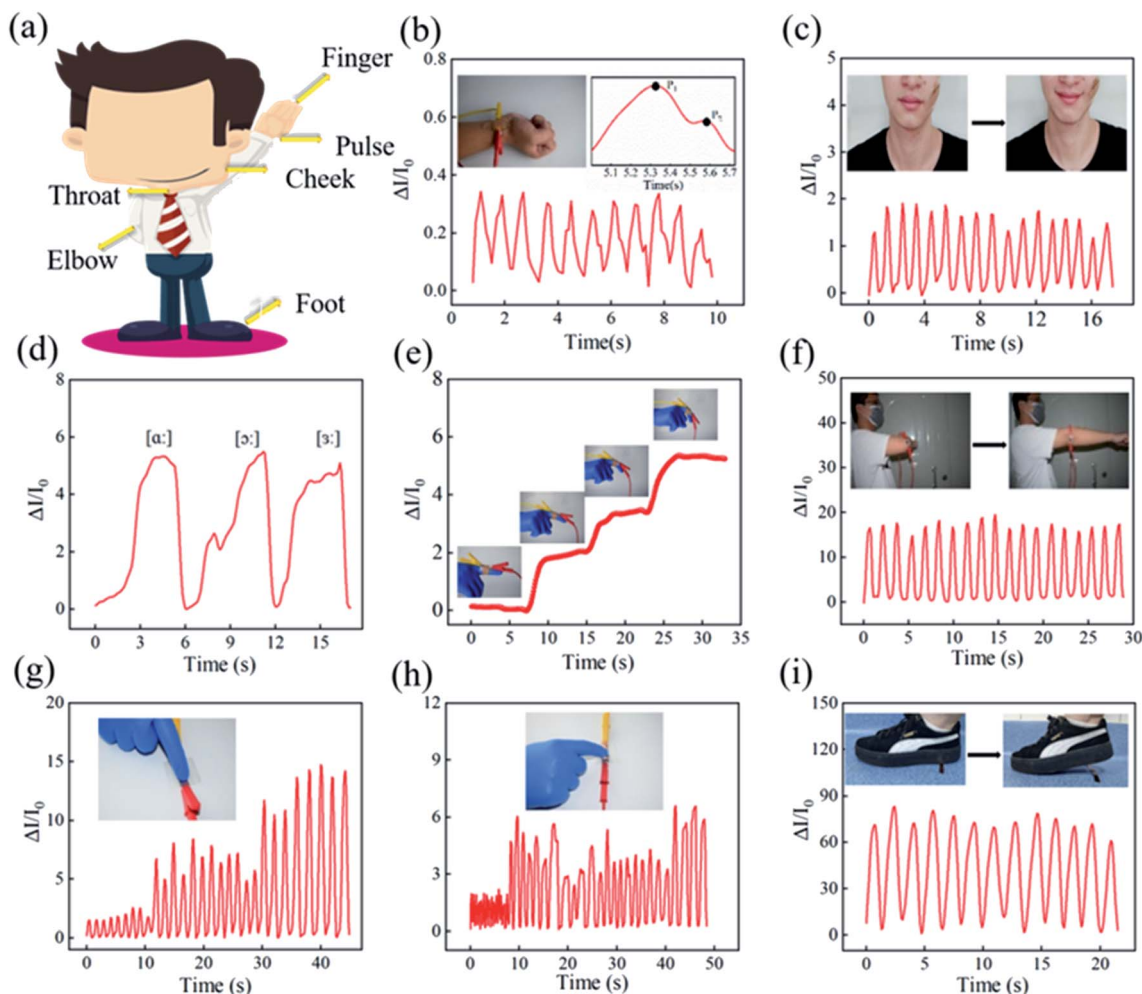 (a)
Finger
Pulse
Cheek
Throat
Elbow
Foot
(b)
0.8
0.6
0.4
0.2
0.0
ΔI/I₀
P₁
P₂
5.1 5.2 5.3 5.4 5.5 5.6 5.7
Time(s)
0 2 4 6 8 10
Time(s)
(c)
5
4
3
2
1
0
ΔI/I₀
0 4 8 12 16
Time (s)
(d)
8
6
4
2
0
ΔI/I₀
[ɑː] [ɔː] [ɜː]
0 3 6 9 12 15
Time (s)
(e)
8
6
4
2
0
ΔI/I₀
0 5 10 15 20 25 30 35
Time (s)
(f)
50
40
30
20
10
0
ΔI/I₀
0 5 10 15 20 25 30
Time (s)
(g)
20
15
10
5
0
ΔI/I₀
0 10 20 30 40
Time (s)
(h)
12
9
6
3
0
ΔI/I₀
0 10 20 30 40 50
Time (s)
(i)
150
120
90
60
30
0
ΔI/I₀
0 5 10 15 20
Time (s)